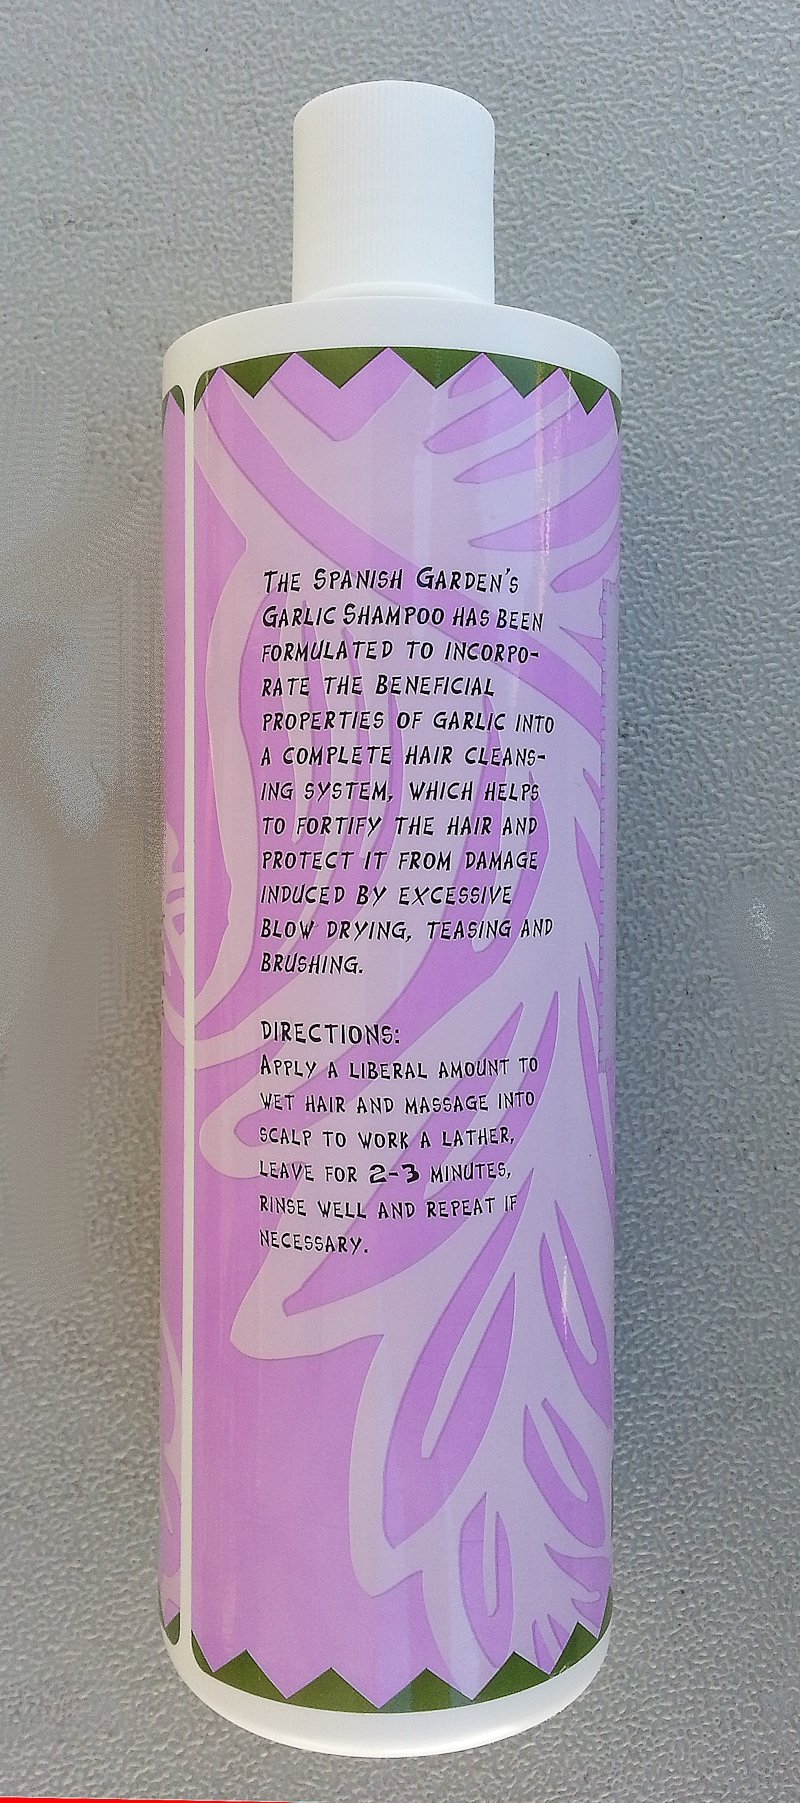 The Spanish Garden's
Garlic Shampoo has been
formulated to incorpo-
rate the beneficial
properties of garlic into
a complete hair cleans-
ing system, which helps
to fortify the hair and
protect it from damage
induced by excessive
blow drying, teasing and
brushing.
DIRECTIONS:
Apply a liberal amount to
wet hair and massage into
scalp to work a lather,
leave for 2-3 minutes,
rinse well and repeat if
necessary.